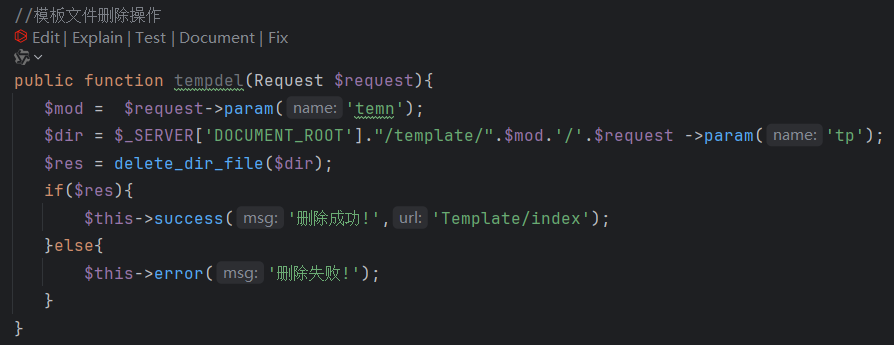 //模板文件删除操作
Edit | Explain | Test | Document | Fix
public function tempdel(Request $request){
$mod =  $request->param( name: 'temn');
$dir = $_SERVER['DOCUMENT_ROOT']."/template/".$mod.'/'.$request ->param( name: 'tp');
$res = delete_dir_file($dir);
if($res){
$this->success( msg: '删除成功!', url: 'Template/index');
}else{
$this->error( msg: '删除失败!');
}
}